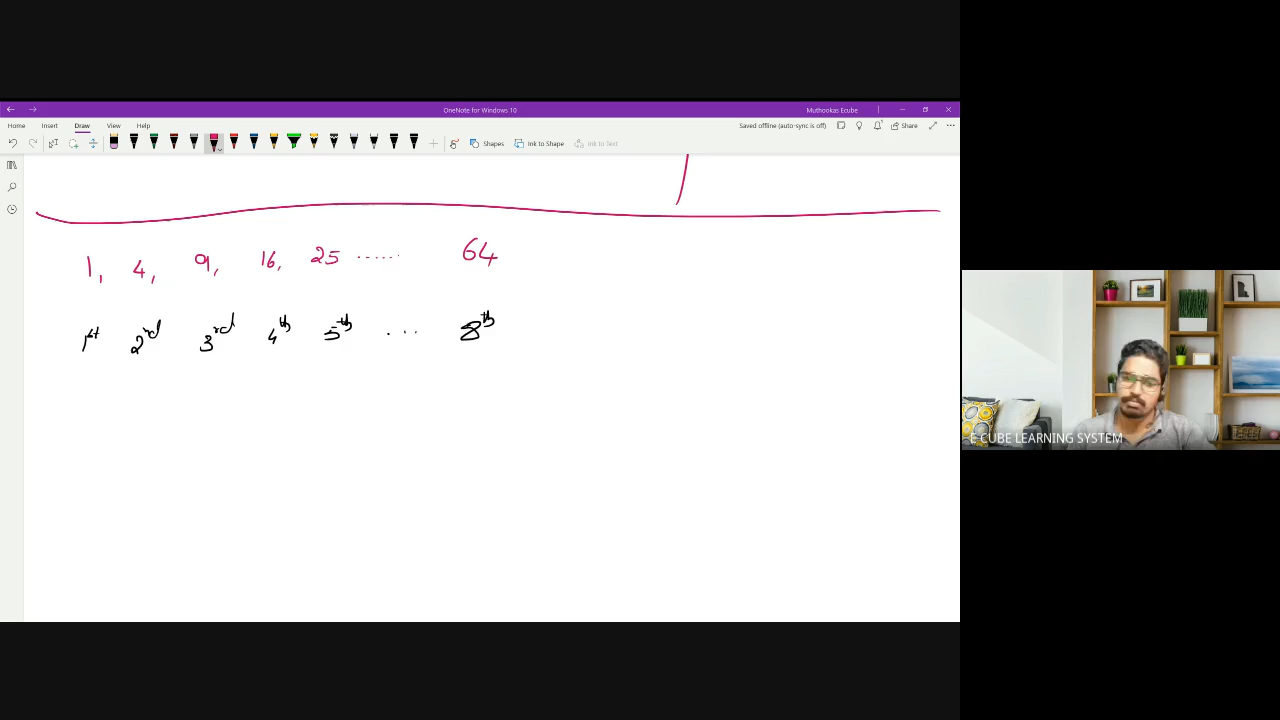 OneNote for Windows 10
Muthookas Ecube
Home Insert Draw View Help
Saved offline (auto-sync is off)
Share
Shapes Ink to Shape Ink to Text
1, 4, 9, 16, 25 ...... 64
1st 2nd 3rd 4th 5th ... 8th
E CUBE LEARNING SYSTEM